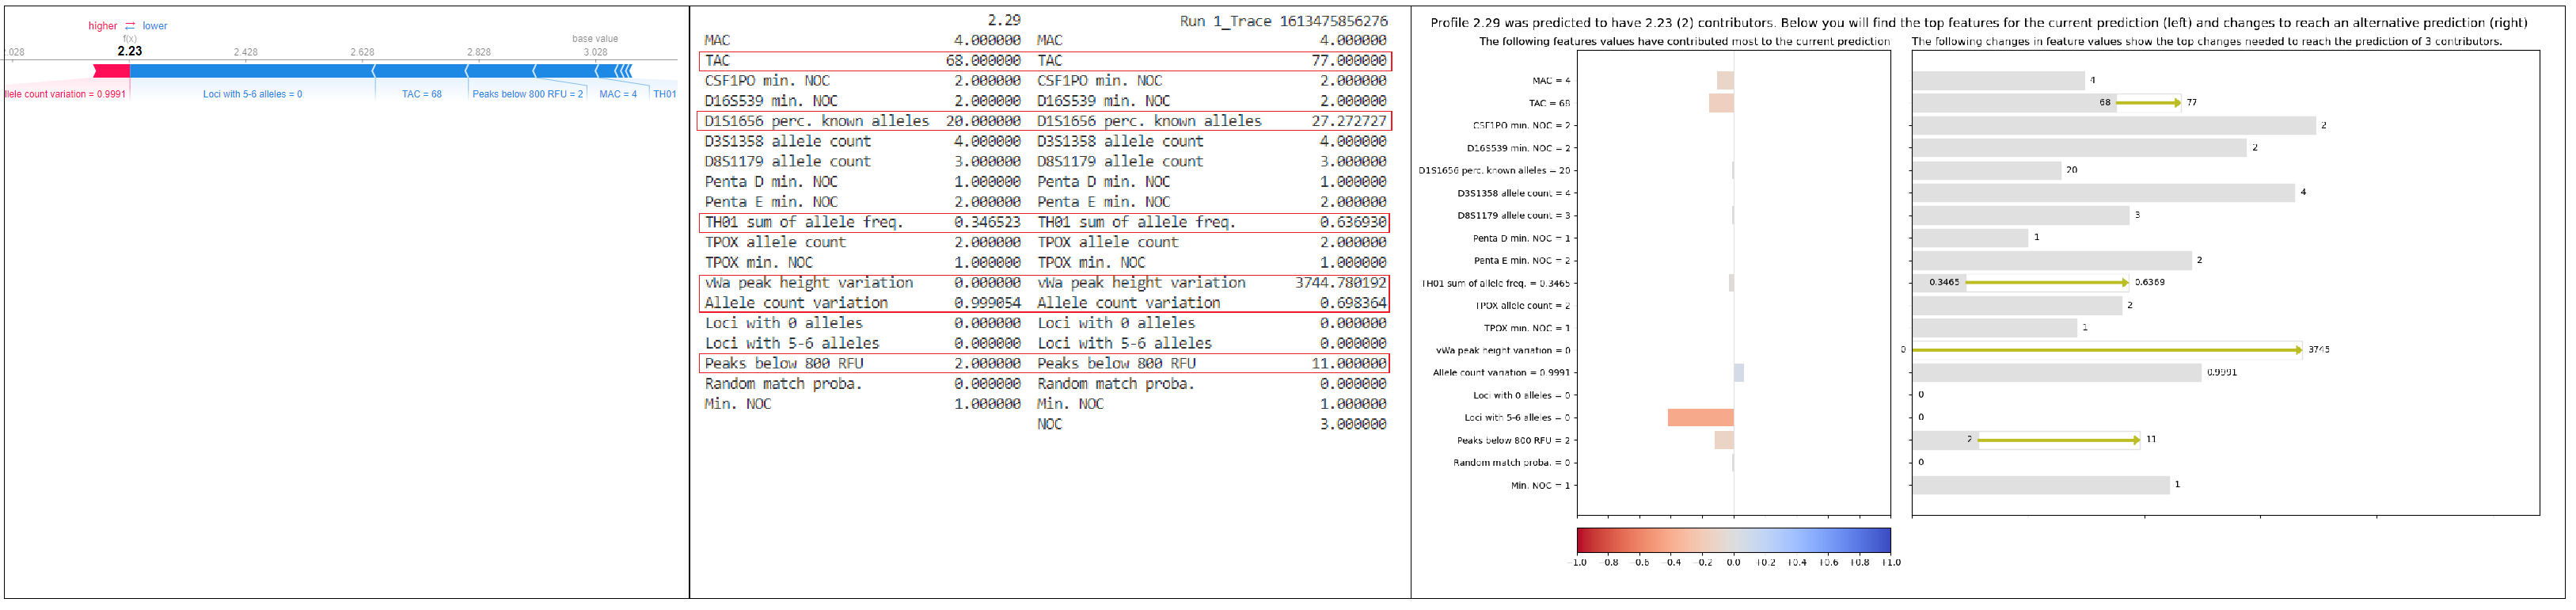 higher ⇄ lower
f(x)
base value
.028 2.23 2.428 2.628 2.828 3.028
llele count variation = 0.9991 Loci with 5-6 alleles = 0 TAC = 68 Peaks below 800 RFU = 2 MAC = 4 TH01
2.29 Run 1_Trace 1613475856276
MAC 4.000000 MAC 4.000000
TAC 68.000000 TAC 77.000000
CSF1PO min. NOC 2.000000 CSF1PO min. NOC 2.000000
D16S539 min. NOC 2.000000 D16S539 min. NOC 2.000000
D1S1656 perc. known alleles 20.000000 D1S1656 perc. known alleles 27.272727
D3S1358 allele count 4.000000 D3S1358 allele count 4.000000
D8S1179 allele count 3.000000 D8S1179 allele count 3.000000
Penta D min. NOC 1.000000 Penta D min. NOC 1.000000
Penta E min. NOC 2.000000 Penta E min. NOC 2.000000
TH01 sum of allele freq. 0.346523 TH01 sum of allele freq. 0.636930
TPOX allele count 2.000000 TPOX allele count 2.000000
TPOX min. NOC 1.000000 TPOX min. NOC 1.000000
vWa peak height variation 0.000000 vWa peak height variation 3744.780192
Allele count variation 0.999054 Allele count variation 0.698364
Loci with 0 alleles 0.000000 Loci with 0 alleles 0.000000
Loci with 5-6 alleles 0.000000 Loci with 5-6 alleles 0.000000
Peaks below 800 RFU 2.000000 Peaks below 800 RFU 11.000000
Random match proba. 0.000000 Random match proba. 0.000000
Min. NOC 1.000000 Min. NOC 1.000000
NOC 3.000000
Profile 2.29 was predicted to have 2.23 (2) contributors. Below you will find the top features for the current prediction (left) and changes to reach an alternative prediction (right)
The following features values have contributed most to the current prediction
The following changes in feature values show the top changes needed to reach the prediction of 3 contributors.
MAC = 4 4
TAC = 68 68 77
CSF1PO min. NOC = 2 2
D16S539 min. NOC = 2 2
D1S1656 perc. known alleles = 20 20
D3S1358 allele count = 4 4
D8S1179 allele count = 3 3
Penta D min. NOC = 1 1
Penta E min. NOC = 2 2
TH01 sum of allele freq. = 0.3465 0.3465 0.6369
TPOX allele count = 2 2
TPOX min. NOC = 1 1
vWa peak height variation = 0 0 3745
Allele count variation = 0.9991 0.9991
Loci with 0 alleles = 0 0
Loci with 5-6 alleles = 0 0
Peaks below 800 RFU = 2 2 11
Random match proba. = 0 0
Min. NOC = 1 1
−1.0 −0.8 −0.6 −0.4 −0.2 0.0 +0.2 +0.4 +0.6 +0.8 +1.0